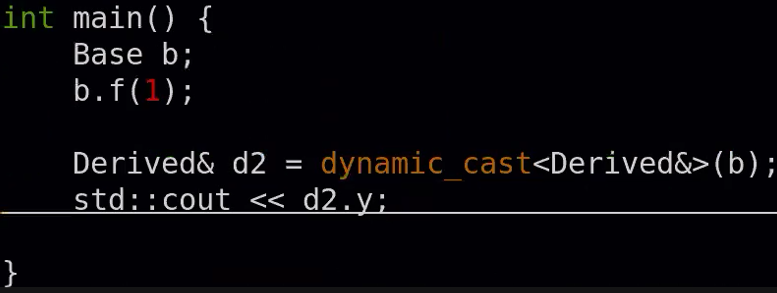 int main() {
    Base b;
    b.f(1);

    Derived& d2 = dynamic_cast<Derived&>(b);
    std::cout << d2.y;

}